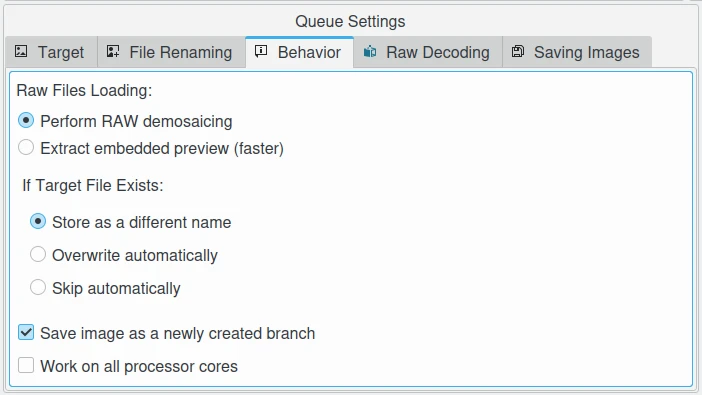 Queue Settings
Target File Renaming Behavior Raw Decoding Saving Images
Raw Files Loading:
Perform RAW demosaicing
Extract embedded preview (faster)
If Target File Exists:
Store as a different name
Overwrite automatically
Skip automatically
Save image as a newly created branch
Work on all processor cores